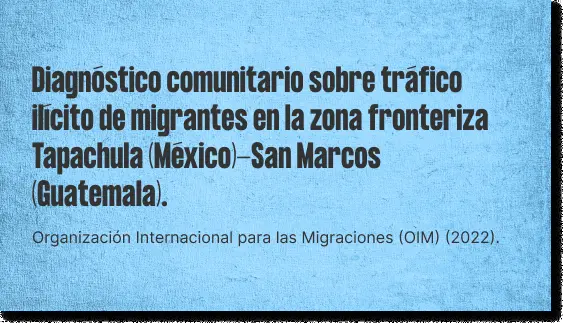 Diagnóstico comunitario sobre tráfico
ilícito de migrantes en la zona fronteriza
Tapachula (México)–San Marcos
(Guatemala).
Organización Internacional para las Migraciones (OIM) (2022).